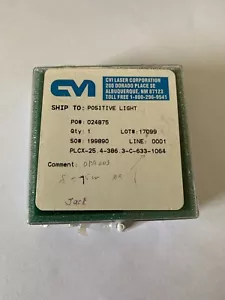 CVI
CVI LASER CORPORATION
200 DORADO PLACE SE
ALBUQUERQUE, NM 87123
TOLL FREE 1-800-296-9541
SHIP TO: POSITIVE LIGHT
PO#: 024875
Qty: 1 LOT#: 17099
SO#: 199890 LINE: 0001
PLCX-25.4-386.3-C-633-1064
Comment:
Jack